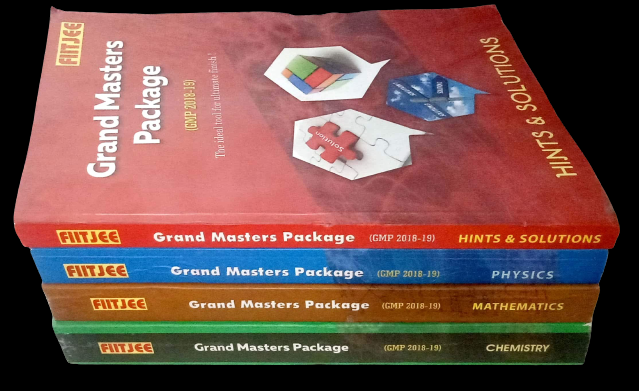 FIITJEE
Grand Masters
Package
(GMP 2018-19)
The ideal tool for ultimate finish!
Solution
HINTS & SOLUTIONS
FIITJEE Grand Masters Package (GMP 2018-19) HINTS & SOLUTIONS
FIITJEE Grand Masters Package (GMP 2018-19) PHYSICS
FIITJEE Grand Masters Package (GMP 2018-19) MATHEMATICS
FIITJEE Grand Masters Package (GMP 2018-19) CHEMISTRY